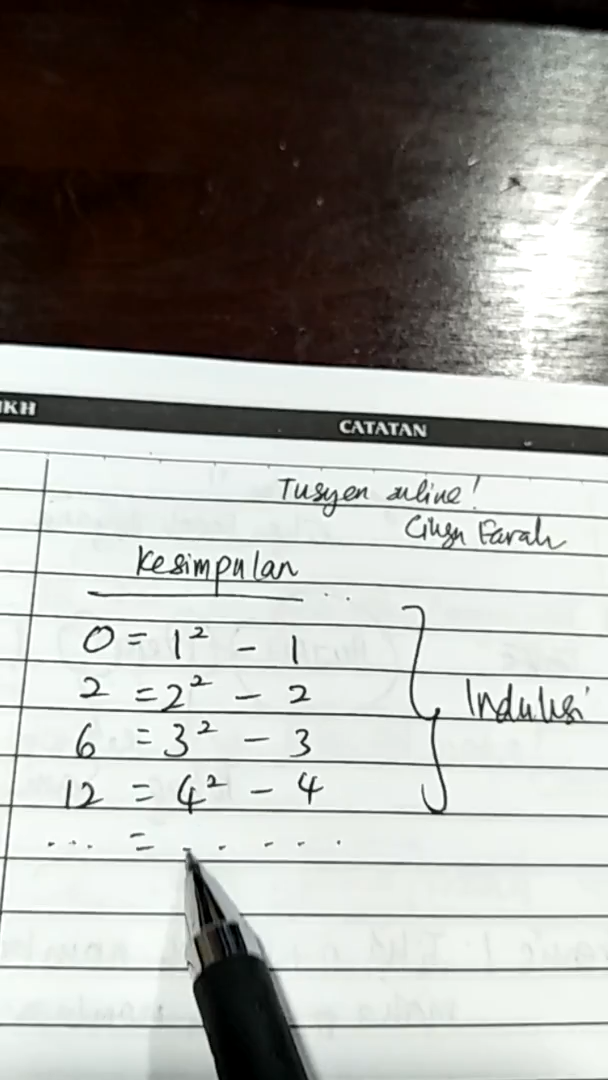 IKH
CATATAN
Tusyen online!
Cikgu Farah
Kesimpulan
0 = 1² - 1
2 = 2² - 2
6 = 3² - 3
12 = 4² - 4
... = .. ...
Induksi